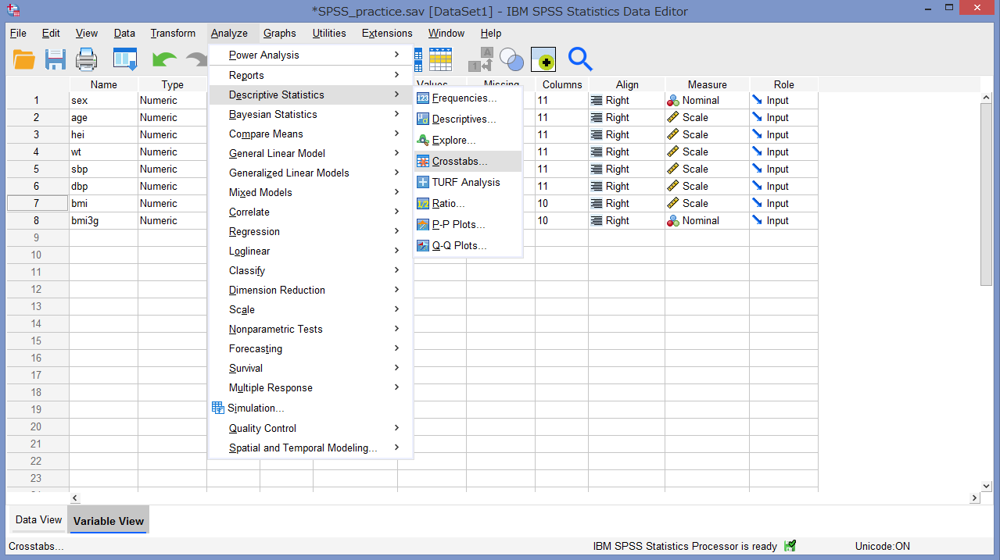 *SPSS_practice.sav [DataSet1] - IBM SPSS Statistics Data Editor
File Edit View Data Transform Analyze Graphs Utilities Extensions Window Help
Name Type Values Missing Columns Align Measure Role
1 sex Numeric 11 Right Nominal Input
2 age Numeric 11 Right Scale Input
3 hei Numeric 11 Right Scale Input
4 wt Numeric 11 Right Scale Input
5 sbp Numeric 11 Right Scale Input
6 dbp Numeric 11 Right Scale Input
7 bmi Numeric 10 Right Scale Input
8 bmi3g Numeric 10 Right Nominal Input
9
10
11
12
13
14
15
16
17
18
19
20
21
22
23
Power Analysis
Reports
Descriptive Statistics
Bayesian Statistics
Compare Means
General Linear Model
Generalized Linear Models
Mixed Models
Correlate
Regression
Loglinear
Classify
Dimension Reduction
Scale
Nonparametric Tests
Forecasting
Survival
Multiple Response
Simulation...
Quality Control
Spatial and Temporal Modeling...
Frequencies...
Descriptives...
Explore...
Crosstabs...
TURF Analysis
Ratio...
P-P Plots...
Q-Q Plots...
Data View Variable View
Crosstabs... IBM SPSS Statistics Processor is ready Unicode:ON